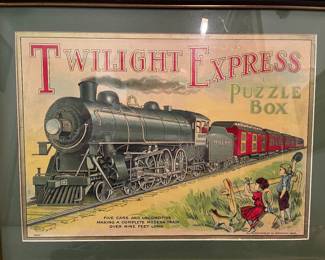 TWILIGHT EXPRESS
PUZZLE
BOX
FIVE CARS AND LOCOMOTIVE
MAKING A COMPLETE MODERN TRAIN
OVER NINE FEET LONG